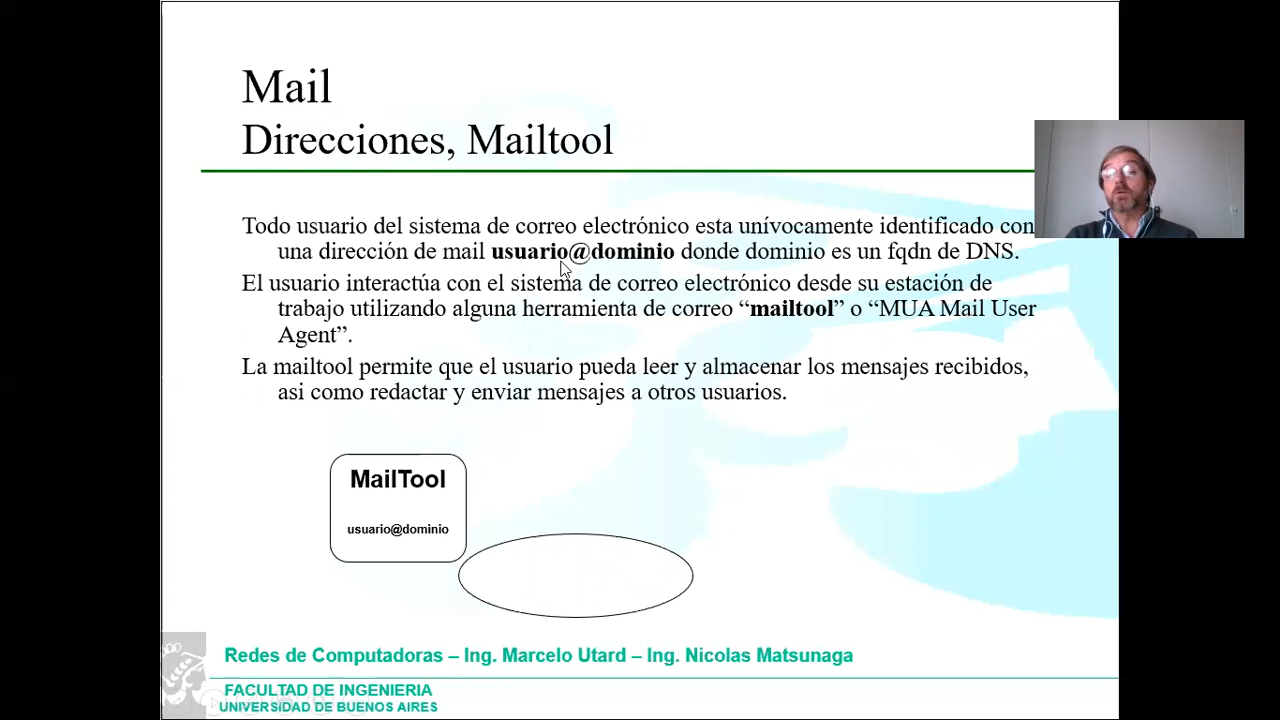 Mail
Direcciones, Mailtool
Todo usuario del sistema de correo electrónico esta unívocamente identificado con
una dirección de mail usuario@dominio donde dominio es un fqdn de DNS.
El usuario interactúa con el sistema de correo electrónico desde su estación de
trabajo utilizando alguna herramienta de correo “mailtool” o “MUA Mail User
Agent”.
La mailtool permite que el usuario pueda leer y almacenar los mensajes recibidos,
asi como redactar y enviar mensajes a otros usuarios.
MailTool
usuario@dominio
Redes de Computadoras – Ing. Marcelo Utard – Ing. Nicolas Matsunaga
FACULTAD DE INGENIERIA
UNIVERSIDAD DE BUENOS AIRES